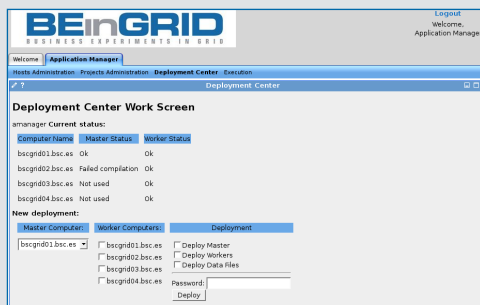 BEinGRID
BUSINESS EXPERIMENTS IN GRID
Logout
Welcome,
Application Manage
Welcome Application Manager
Hosts Administration Projects Administration Deployment Center Execution
? Deployment Center
Deployment Center Work Screen
amanager Current status:
Computer Name Master Status Worker Status
bscgrid01.bsc.es Ok Ok
bscgrid02.bsc.es Failed compilation Ok
bscgrid03.bsc.es Not used Ok
bscgrid04.bsc.es Not used Ok
New deployment:
Master Computer: Worker Computers: Deployment
bscgrid01.bsc.es bscgrid01.bsc.es Deploy Master
bscgrid02.bsc.es Deploy Workers
bscgrid03.bsc.es Deploy Data Files
bscgrid04.bsc.es Password:
Deploy